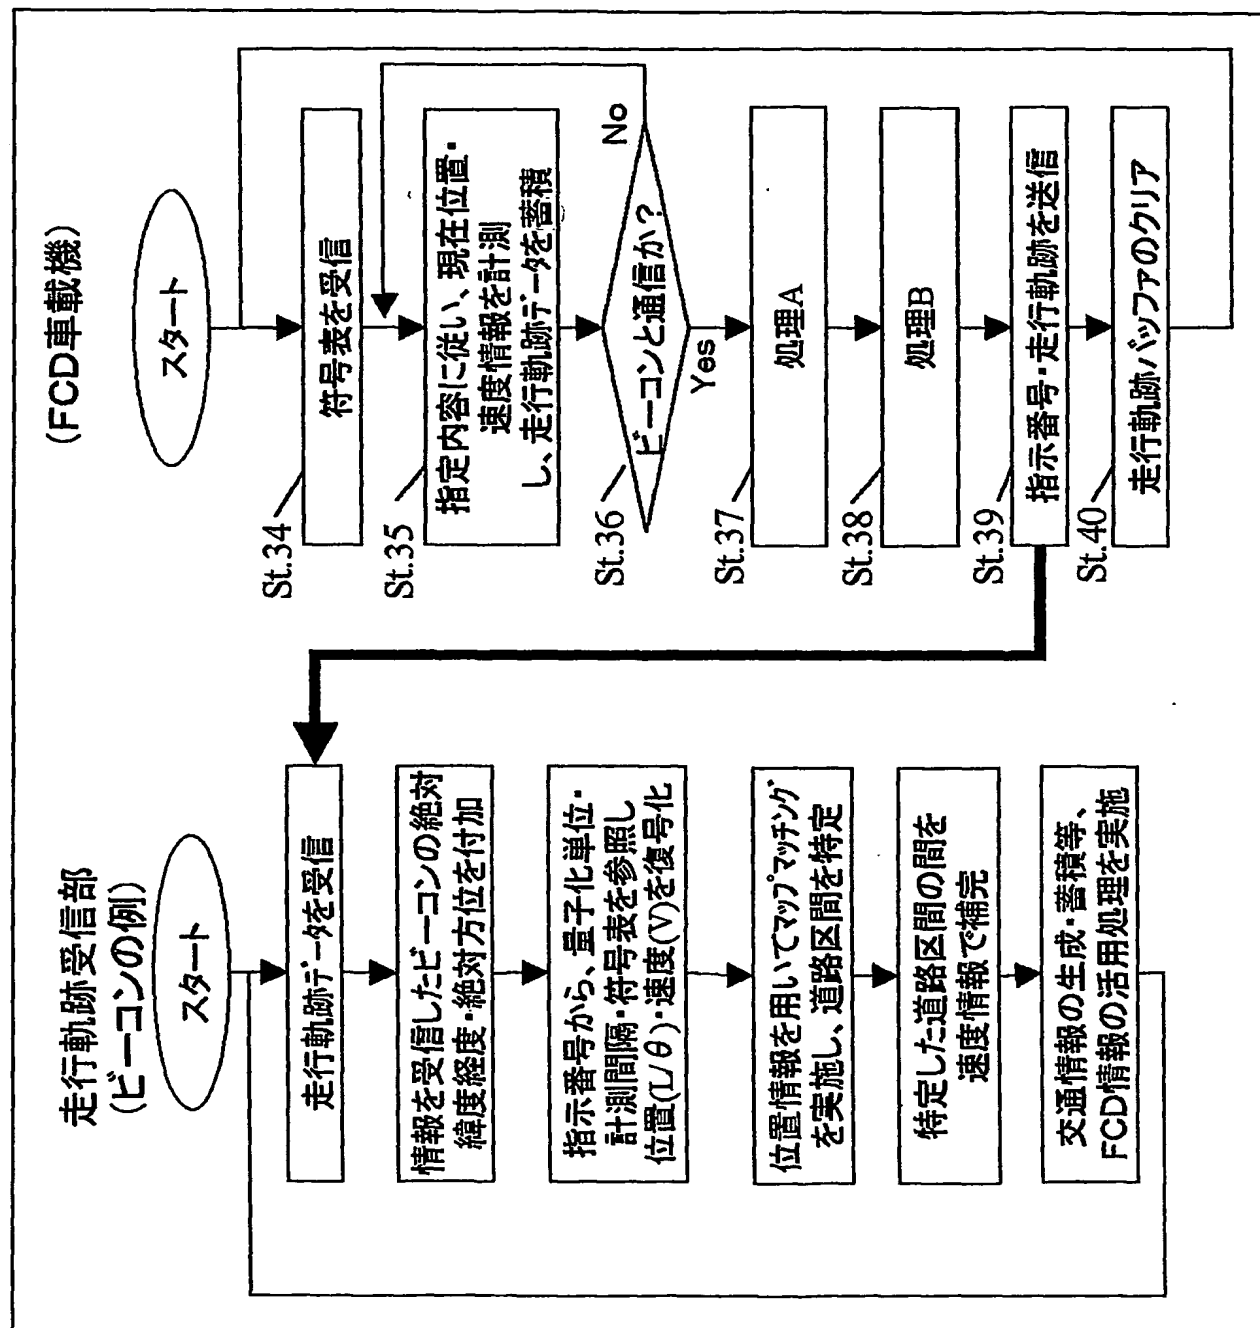 走行軌跡受信部
(ビーコンの例)
スタート
走行軌跡データを受信
情報を受信したビーコンの絶対
緯度経度・絶対方位を付加
指示番号から、量子化単位・
計測間隔・符号表を参照し
位置(L/θ)・速度(V)を復号化
位置情報を用いてマップマッチング
を実施し、道路区間を特定
特定した道路区間の間を
速度情報で補完
交通情報の生成・蓄積等、
FCD情報の活用処理を実施
(FCD車載機)
スタート
St.34
符号表を受信
St.35
指定内容に従い、現在位置・
速度情報を計測
し、走行軌跡データを蓄積
St.36
ビーコンと通信か?
No
Yes
St.37
処理A
St.38
処理B
St.39
指示番号・走行軌跡を送信
St.40
走行軌跡バッファのクリア